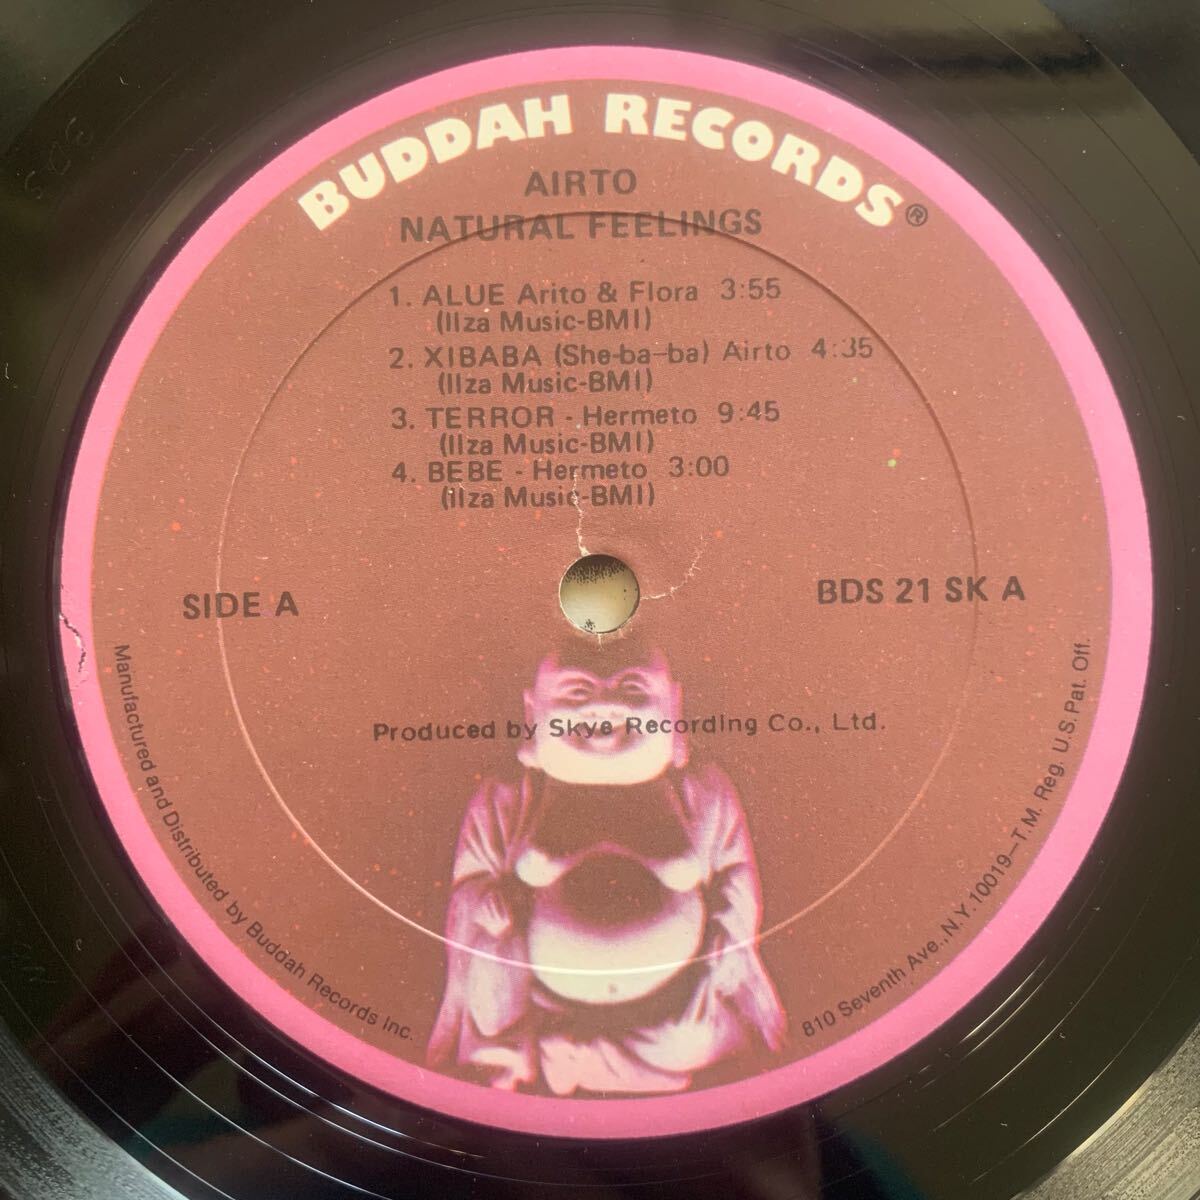 BUDDAH RECORDS®
AIRTO
NATURAL FEELINGS
1. ALUE Arito & Flora 3:55
(Ilza Music-BMI)
2. XIBABA (She-ba-ba) Airto 4:35
(Ilza Music-BMI)
3. TERROR - Hermeto 9:45
(Ilza Music-BMI)
4. BEBE - Hermeto 3:00
(Ilza Music-BMI)
SIDE A
BDS 21 SK A
Produced by Skye Recording Co., Ltd.
Manufactured and Distributed by Buddah Records Inc.
810 Seventh Ave., N.Y. 10019—T.M. Reg. U.S. Pat. Off.